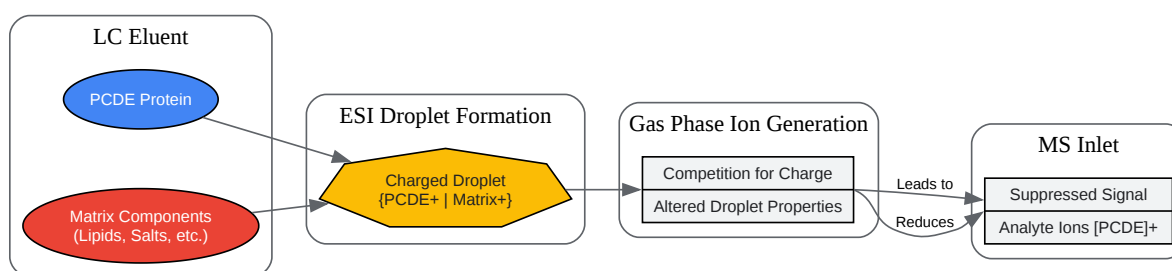 LC Eluent
PCDE Protein
Matrix Components
(Lipids, Salts, etc.)
ESI Droplet Formation
Charged Droplet
{PCDE+ | Matrix+}
Gas Phase Ion Generation
Competition for Charge
Altered Droplet Properties
Leads to
Reduces
MS Inlet
Suppressed Signal
Analyte Ions [PCDE]+